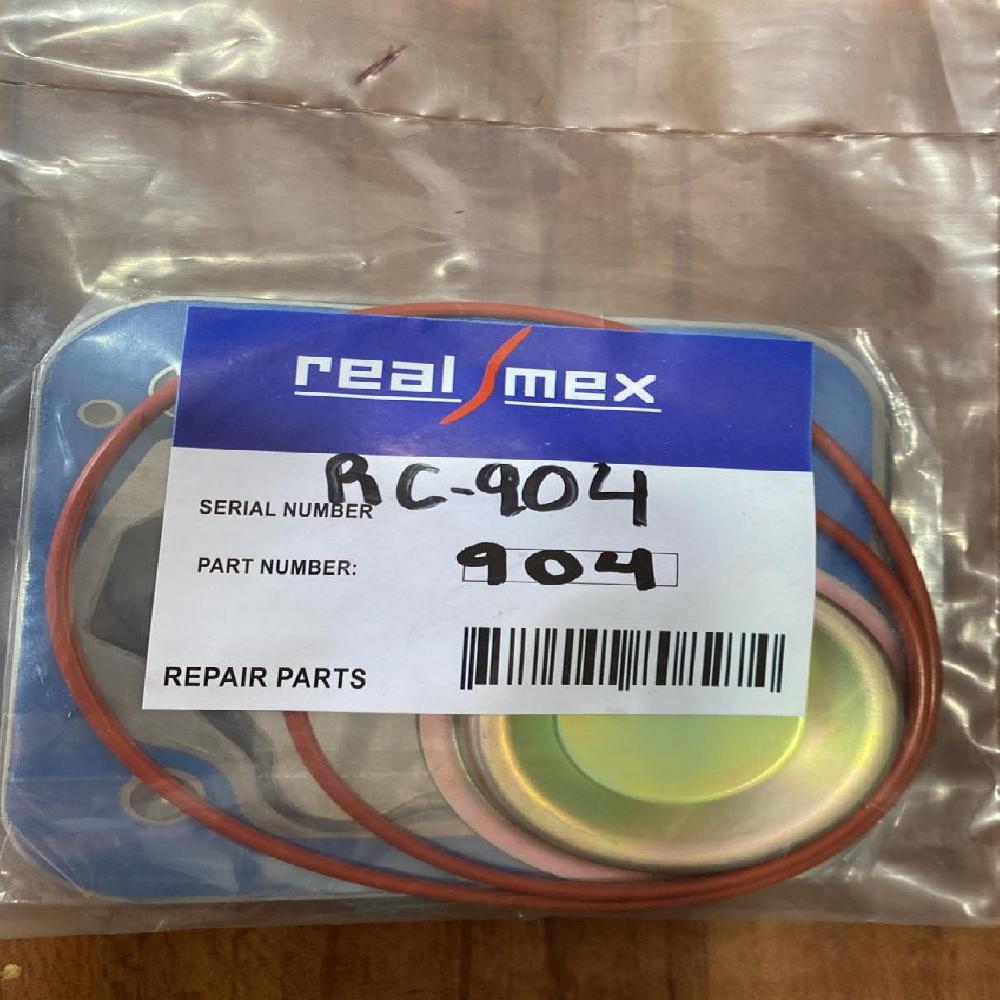 real mex
RC-904
SERIAL NUMBER
PART NUMBER: 904
REPAIR PARTS